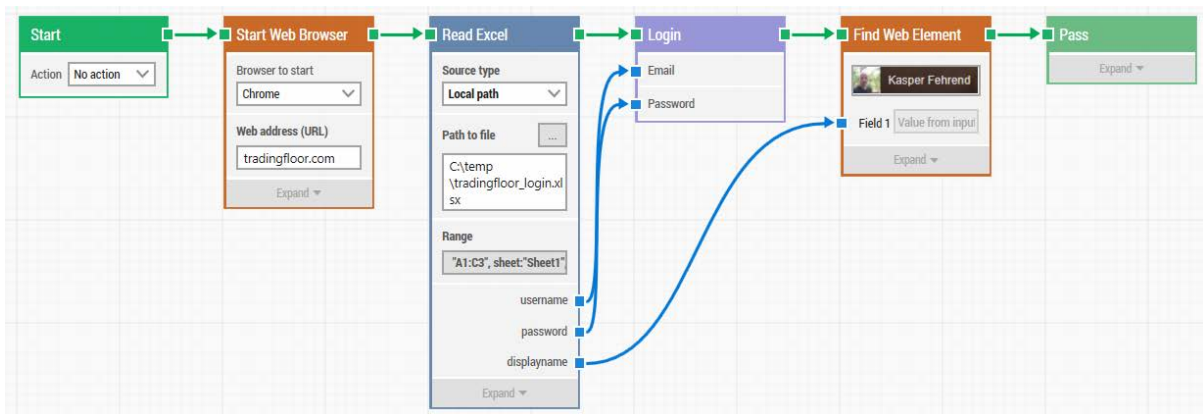 Start
Action No action
Start Web Browser
Browser to start
Chrome
Web address (URL)
tradingfloor.com
Expand
Read Excel
Source type
Local path
Path to file
...
C:\temp
\tradingfloor_login.xl
sx
Range
"A1:C3", sheet:"Sheet1",
username
password
displayname
Expand
Login
Email
Password
Find Web Element
Kasper Fehrend
Field 1 Value from input
Expand
Pass
Expand